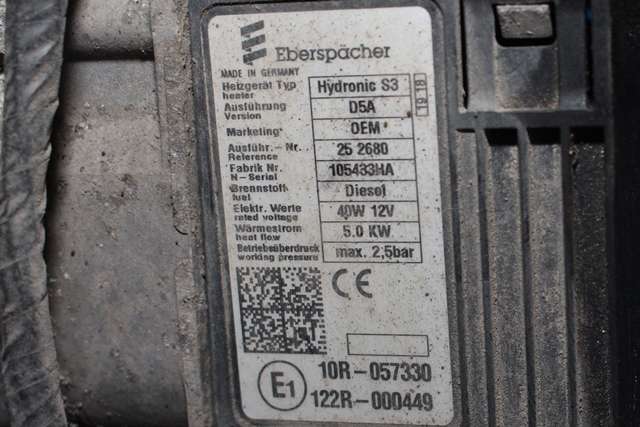 Eberspächer
MADE IN GERMANY
Heizgerät Typ Hydronic S3
heater
Ausführung D5A
Version
Marketing OEM
Ausführ.-Nr. 25 2680
Reference
Fabrik Nr. 105433HA
N-Serial
Brennstoff Diesel
fuel
Elektr. Werte 40W 12V
rated voltage
Wärmestrom 5.0 KW
heat flow
Betriebsüberdruck max. 2,5bar
working pressure
19 18
CE
E1
10R-057330
122R-000449